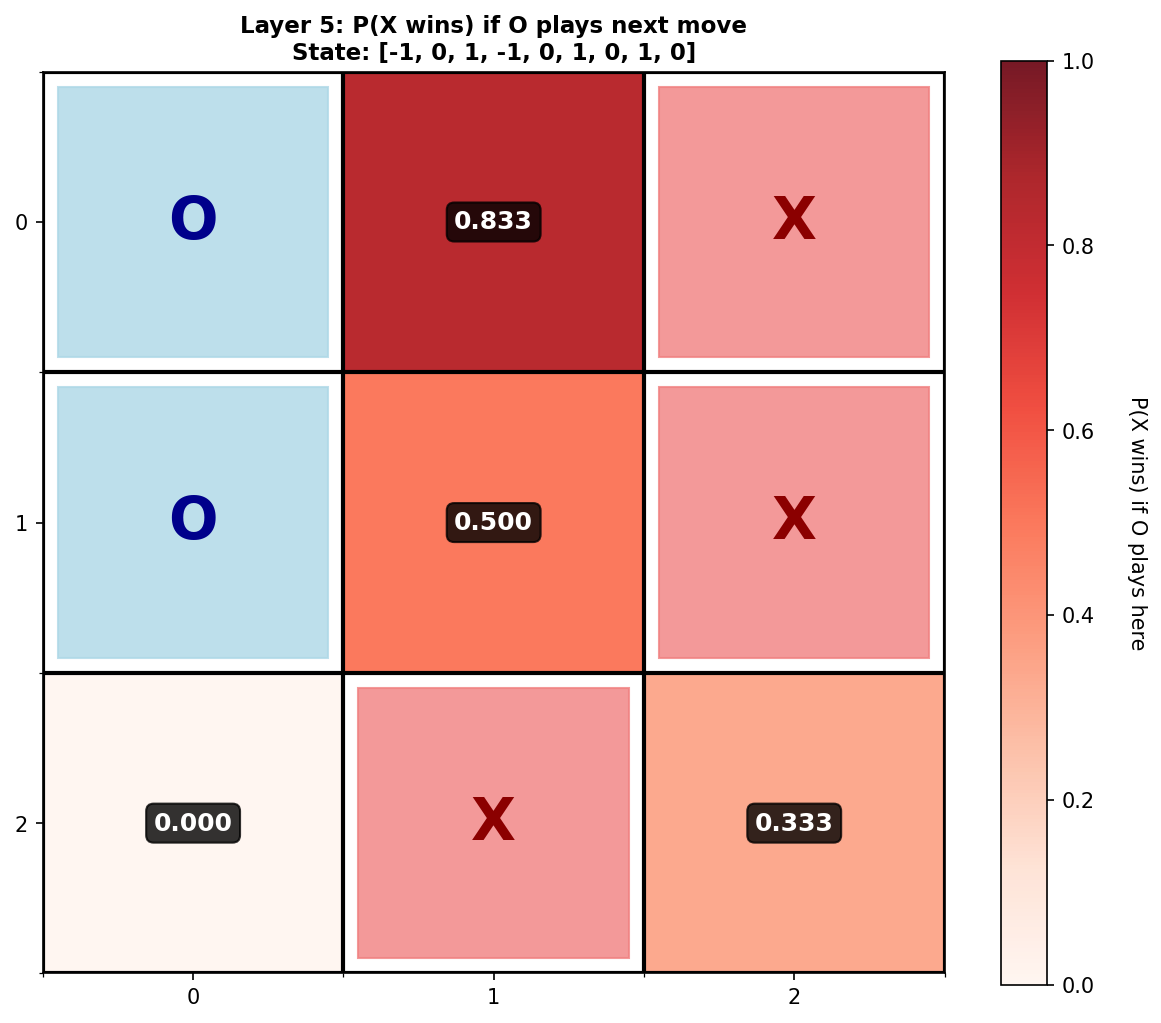 Layer 5: P(X wins) if O plays next move
State: [-1, 0, 1, -1, 0, 1, 0, 1, 0]
0
O
0.833
X
1
O
0.500
X
2
0.000
X
0.333
0
1
2
1.0
0.8
0.6
0.4
0.2
0.0
P(X wins) if O plays here